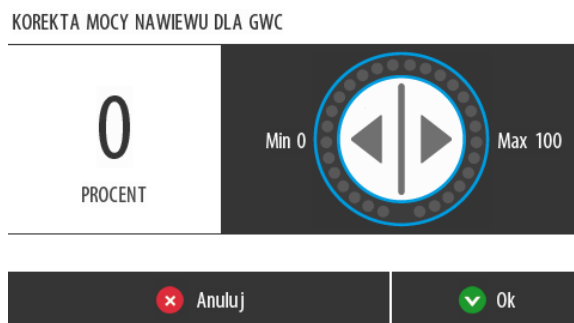 KOREKTA MOCY NAWIEWU DLA GWC
0
PROCENT
Min 0
Max 100
Anuluj
Ok